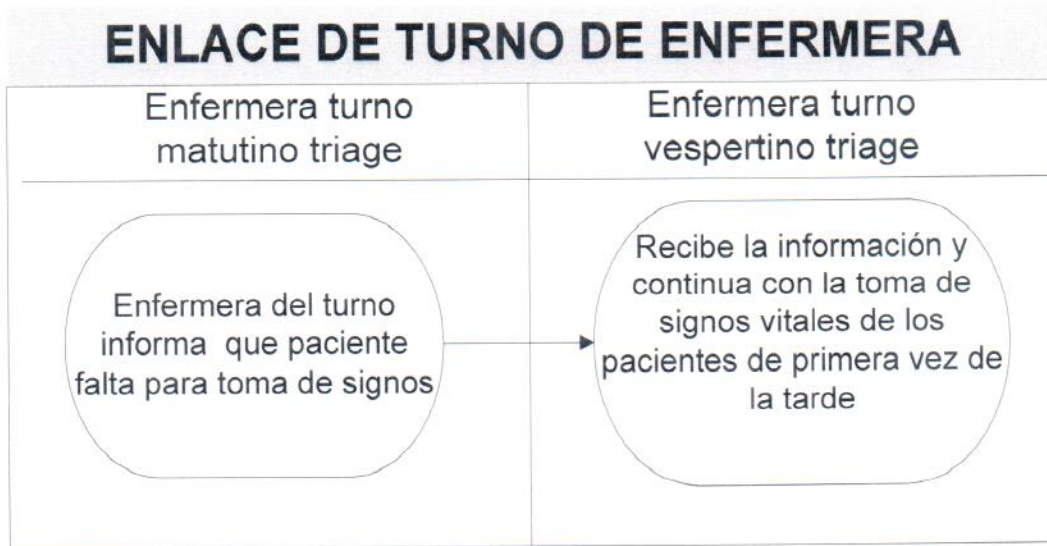 ENLACE DE TURNO DE ENFERMERA
Enfermera turno
matutino triage
Enfermera turno
vespertino triage
Enfermera del turno
informa que paciente
falta para toma de signos
Recibe la información y
continua con la toma de
signos vitales de los
pacientes de primera vez de
la tarde